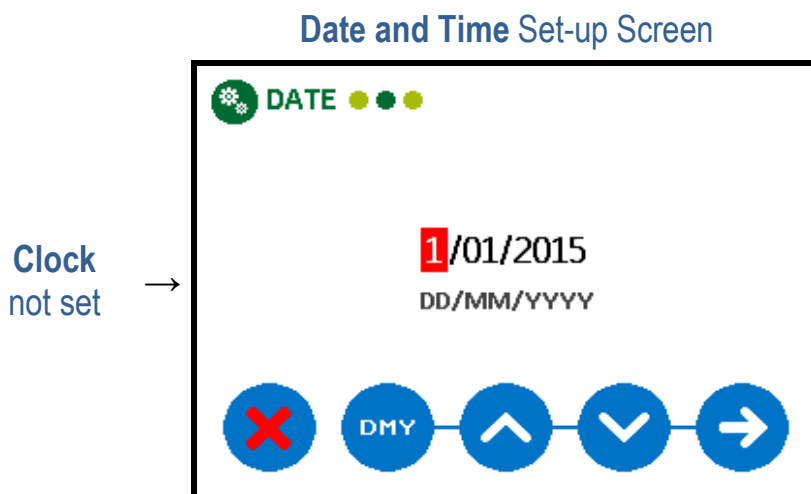 Date and Time Set-up Screen
DATE
Clock
not set
→
1/01/2015
DD/MM/YYYY
DMY